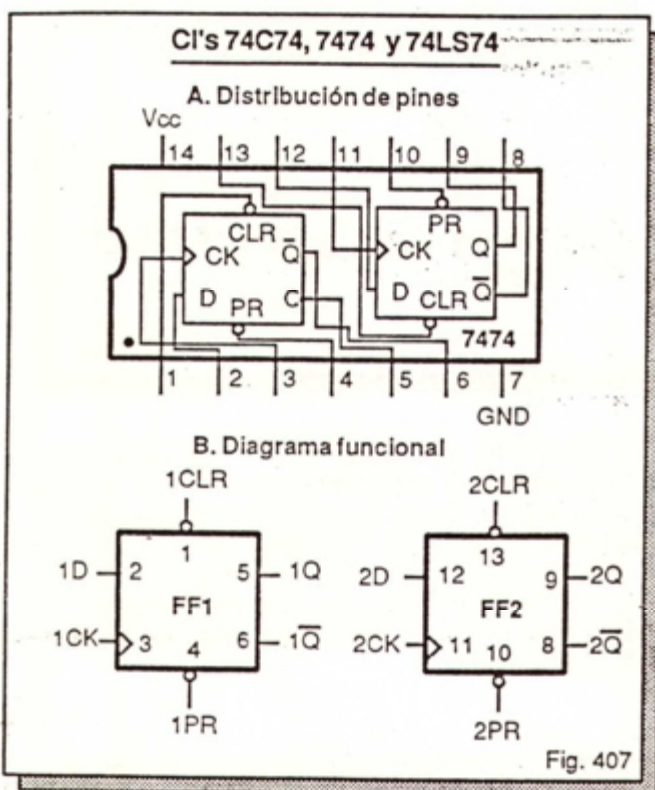 CI's 74C74, 7474 y 74LS74
A. Distribución de pines
Vcc
14 13 12 11 10 9 8
CLR PR
CK Q̅ CK Q
D PR C D CLR Q̅
7474
1 2 3 4 5 6 7
GND
B. Diagrama funcional
1CLR 2CLR
1 13
1D 2 5 1Q 2D 12 9 2Q
FF1 FF2
1CK 3 4 6 1Q̅ 2CK 11 10 8 2Q̅
1PR 2PR
Fig. 407